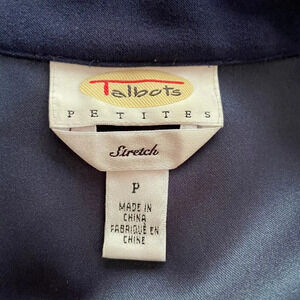 Talbots
PETITES
Stretch
P
MADE IN
CHINA
FABRIQUÉ EN
CHINE